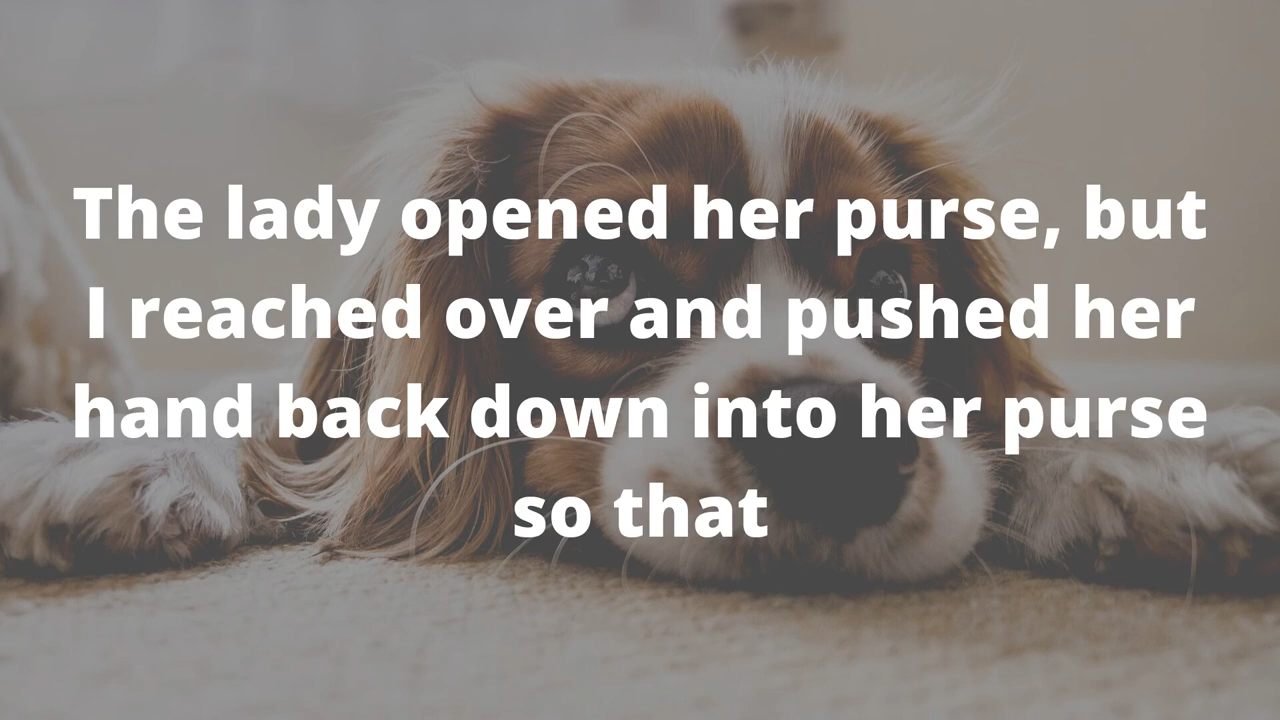 The lady opened her purse, but
I reached over and pushed her
hand back down into her purse
so that